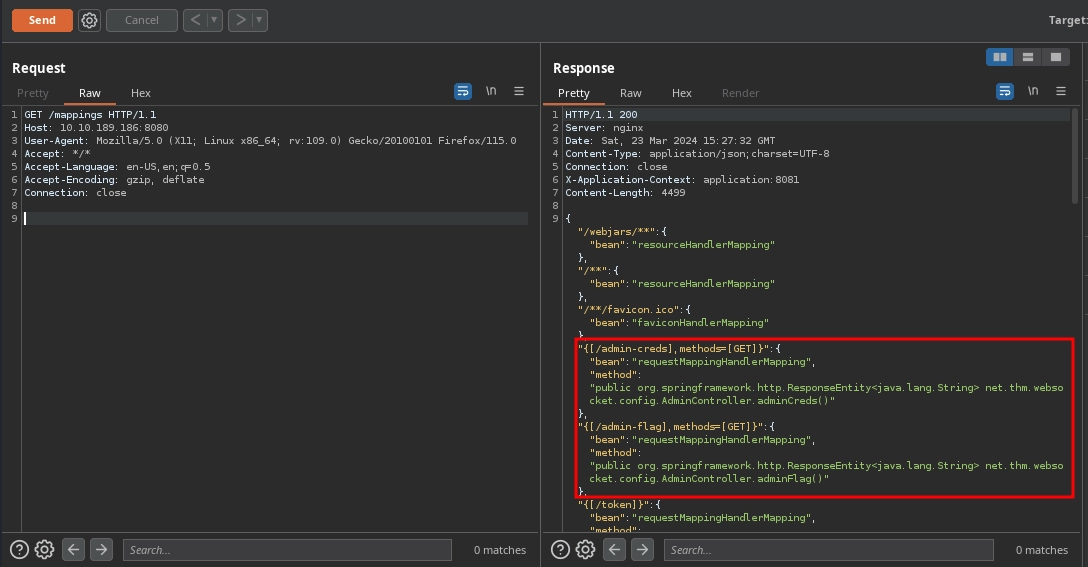 Send
Cancel
Target:
Request
Pretty
Raw
Hex
\n
1 GET /mappings HTTP/1.1
2 Host: 10.10.189.186:8080
3 User-Agent: Mozilla/5.0 (X11; Linux x86_64; rv:109.0) Gecko/20100101 Firefox/115.0
4 Accept: */*
5 Accept-Language: en-US,en;q=0.5
6 Accept-Encoding: gzip, deflate
7 Connection: close
8
9
Search...
0 matches
Response
Pretty
Raw
Hex
Render
\n
1 HTTP/1.1 200
2 Server: nginx
3 Date: Sat, 23 Mar 2024 15:27:32 GMT
4 Content-Type: application/json;charset=UTF-8
5 Connection: close
6 X-Application-Context: application:8081
7 Content-Length: 4499
8
9 {
"/webjars/**":{
"bean":"resourceHandlerMapping"
},
"/**":{
"bean":"resourceHandlerMapping"
},
"/**/favicon.ico":{
"bean":"faviconHandlerMapping"
},
"{[/admin-creds],methods=[GET]}":{
"bean":"requestMappingHandlerMapping",
"method":
"public org.springframework.http.ResponseEntity<java.lang.String> net.thm.webso
cket.config.AdminController.adminCreds()"
},
"{[/admin-flag],methods=[GET]}":{
"bean":"requestMappingHandlerMapping",
"method":
"public org.springframework.http.ResponseEntity<java.lang.String> net.thm.webso
cket.config.AdminController.adminFlag()"
},
"{[/token]}":{
"bean":"requestMappingHandlerMapping",
"method":
Search...
0 matches